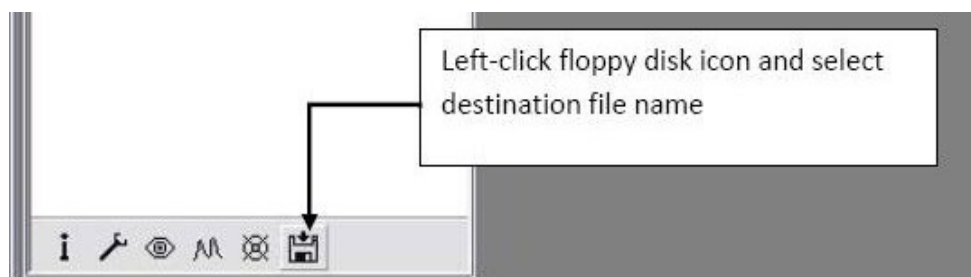 Left-click floppy disk icon and select
destination file name